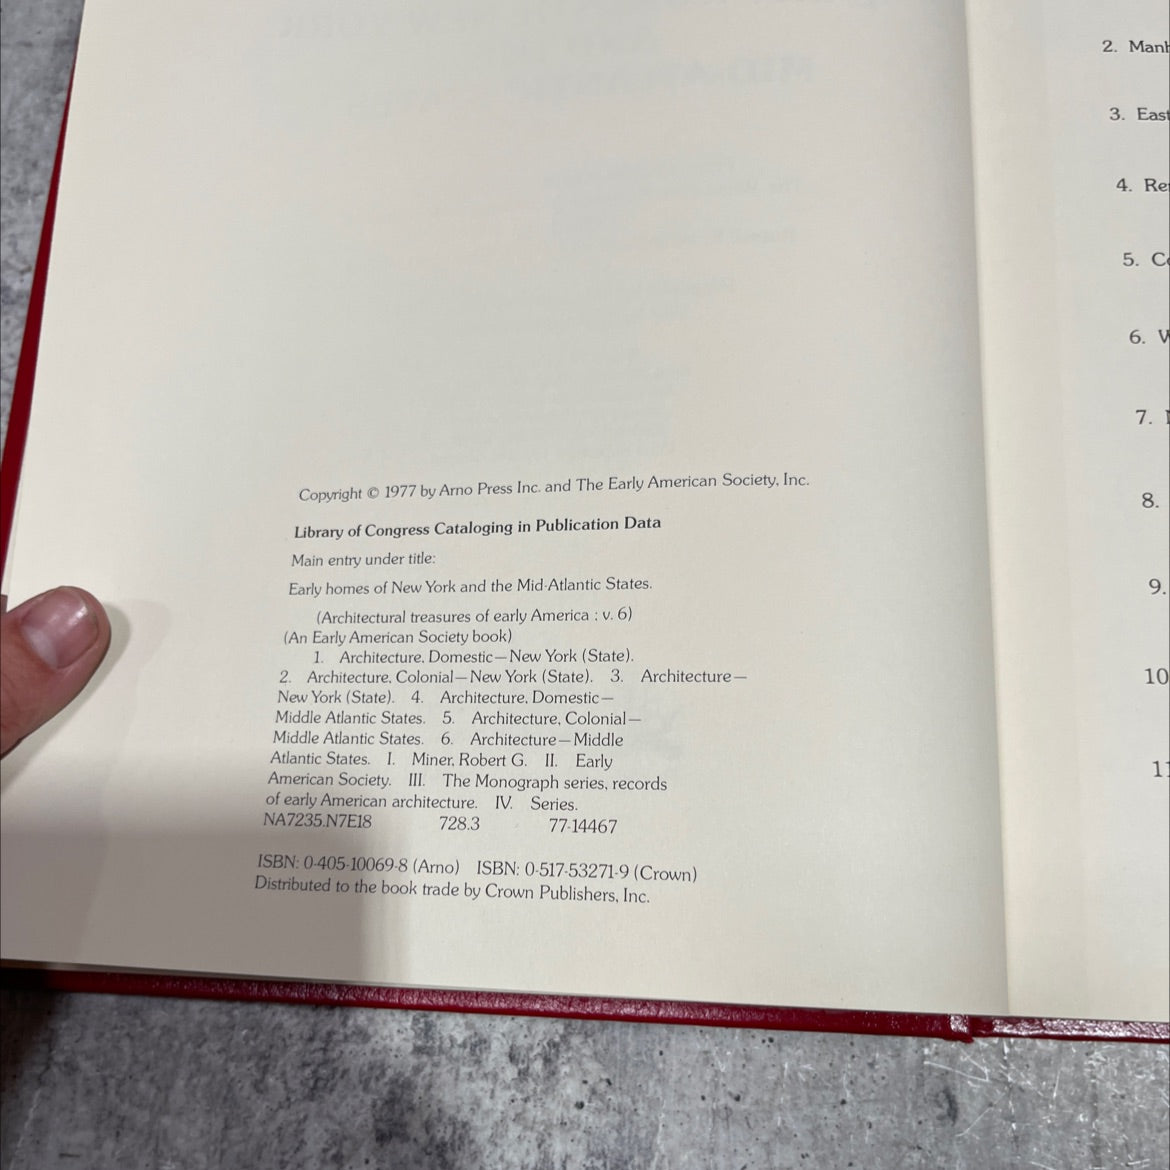 Copyright © 1977 by Arno Press Inc. and The Early American Society, Inc.
Library of Congress Cataloging in Publication Data
Main entry under title:
Early homes of New York and the Mid-Atlantic States.
(Architectural treasures of early America : v. 6)
(An Early American Society book)
1. Architecture, Domestic—New York (State).
2. Architecture, Colonial—New York (State). 3. Architecture—
New York (State). 4. Architecture, Domestic—
Middle Atlantic States. 5. Architecture, Colonial—
Middle Atlantic States. 6. Architecture—Middle
Atlantic States. I. Miner, Robert G. II. Early
American Society. III. The Monograph series, records
of early American architecture. IV. Series.
NA7235.N7E18 728.3 77-14467
ISBN: 0-405-10069-8 (Arno) ISBN: 0-517-53271-9 (Crown)
Distributed to the book trade by Crown Publishers, Inc.
2.
3. East
4.
5.
6.
7.
8.
9.
10
11